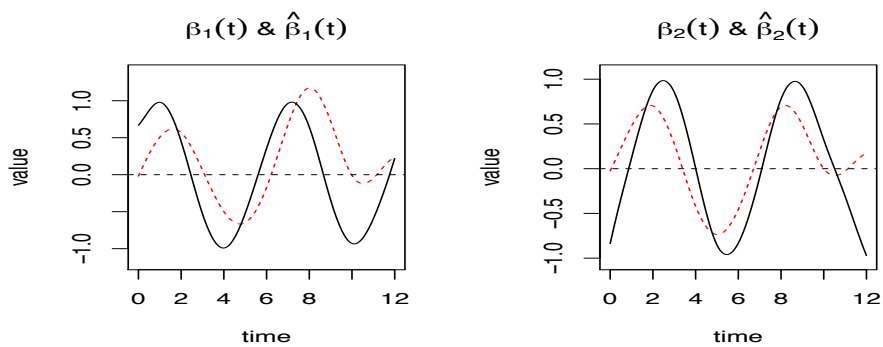 β₁(t) & β̂₁(t)
value
1.0
0.5
0.0
-1.0
0 2 4 6 8 12
time
β₂(t) & β̂₂(t)
value
1.0
0.5
0.0
-0.5
-1.0
0 2 4 6 8 12
time